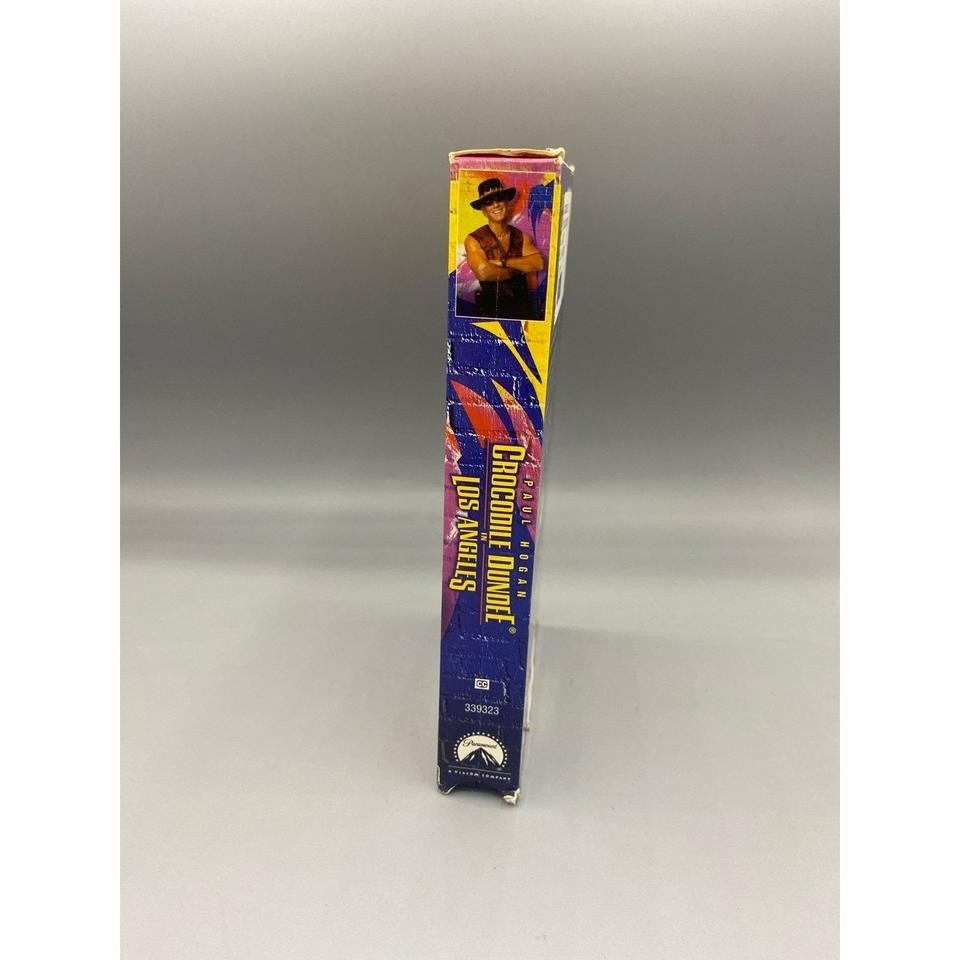 PAUL HOGAN
CROCODILE DUNDEE®
IN
LOS ANGELES
CC
339323
Paramount
A VIACOM COMPANY